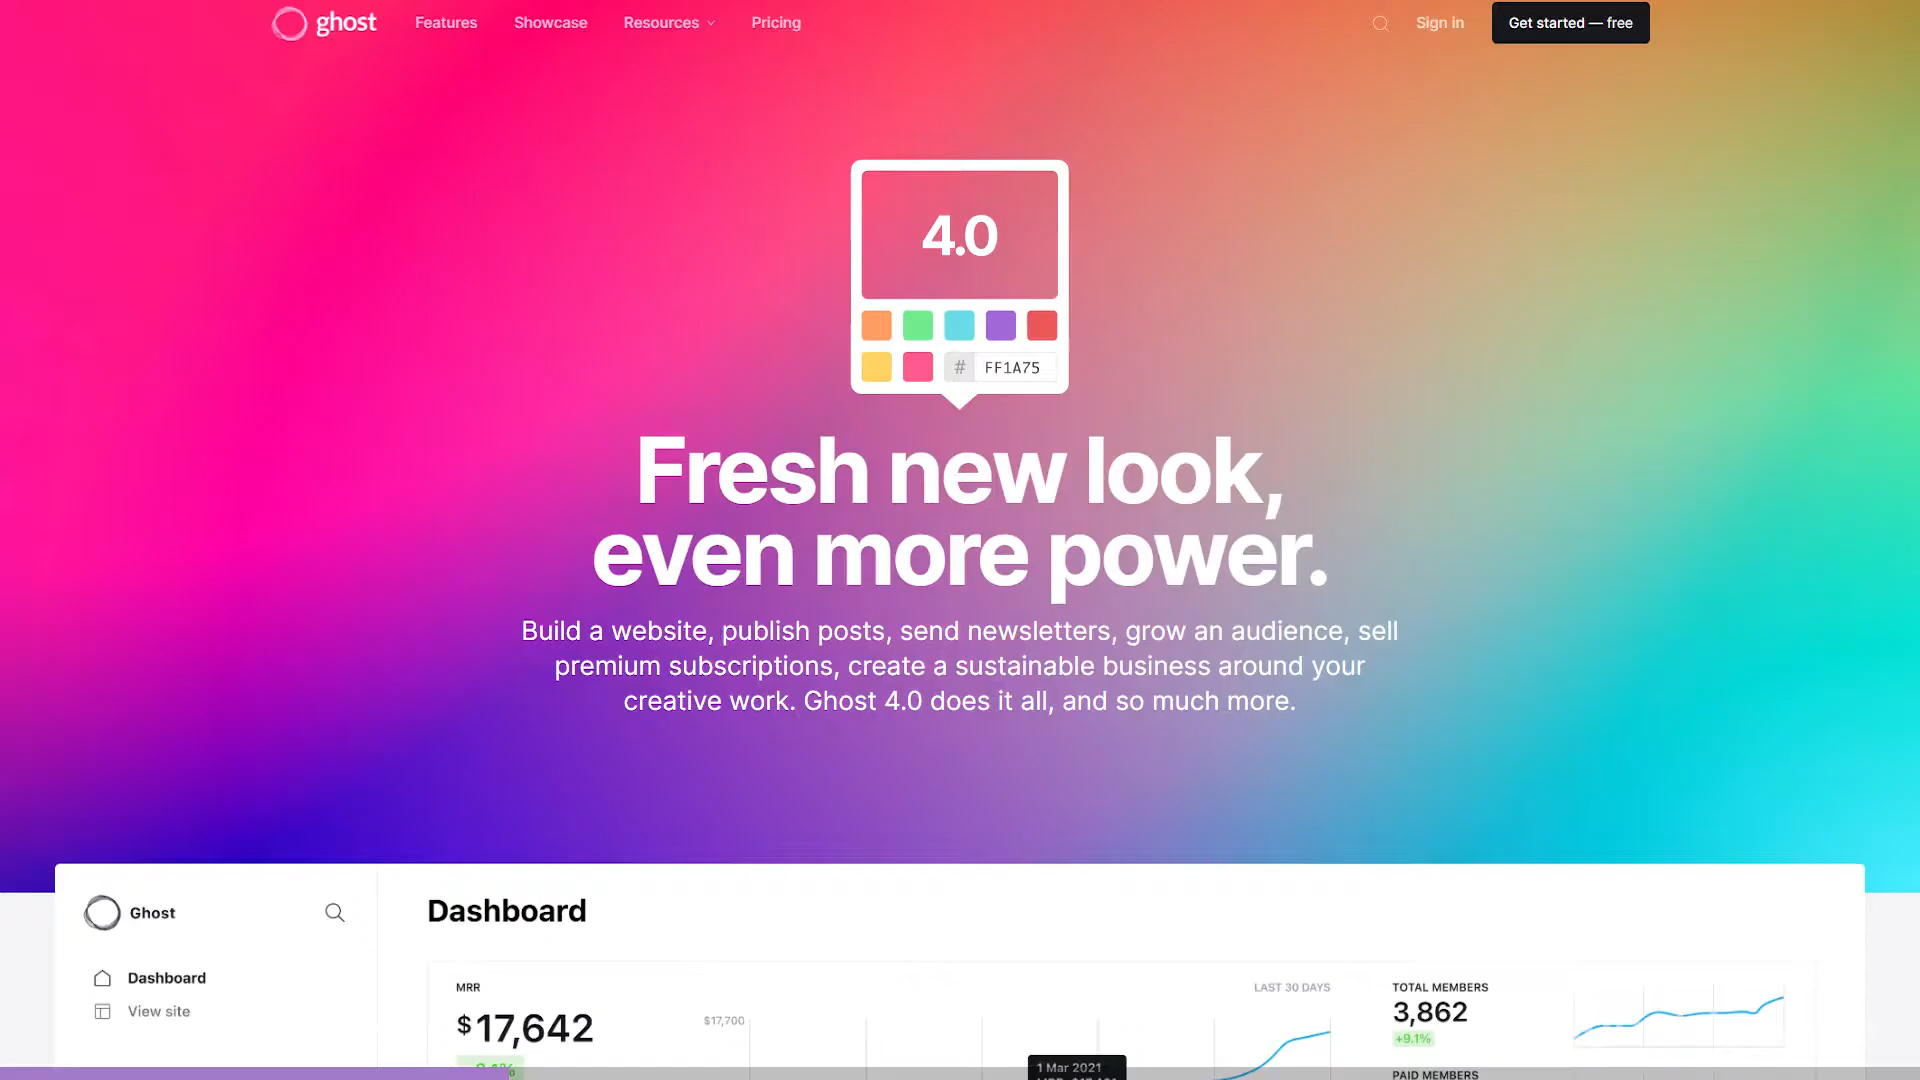 ghost Features Showcase Resources Pricing Sign in Get started — free
4.0
# FF1A75
Fresh new look,
even more power.
Build a website, publish posts, send newsletters, grow an audience, sell
premium subscriptions, create a sustainable business around your
creative work. Ghost 4.0 does it all, and so much more.
Ghost
Dashboard
View site
Dashboard
MRR
$17,642
LAST 30 DAYS
$17,700
1 Mar 2021
TOTAL MEMBERS
3,862
+9.1%
PAID MEMBERS